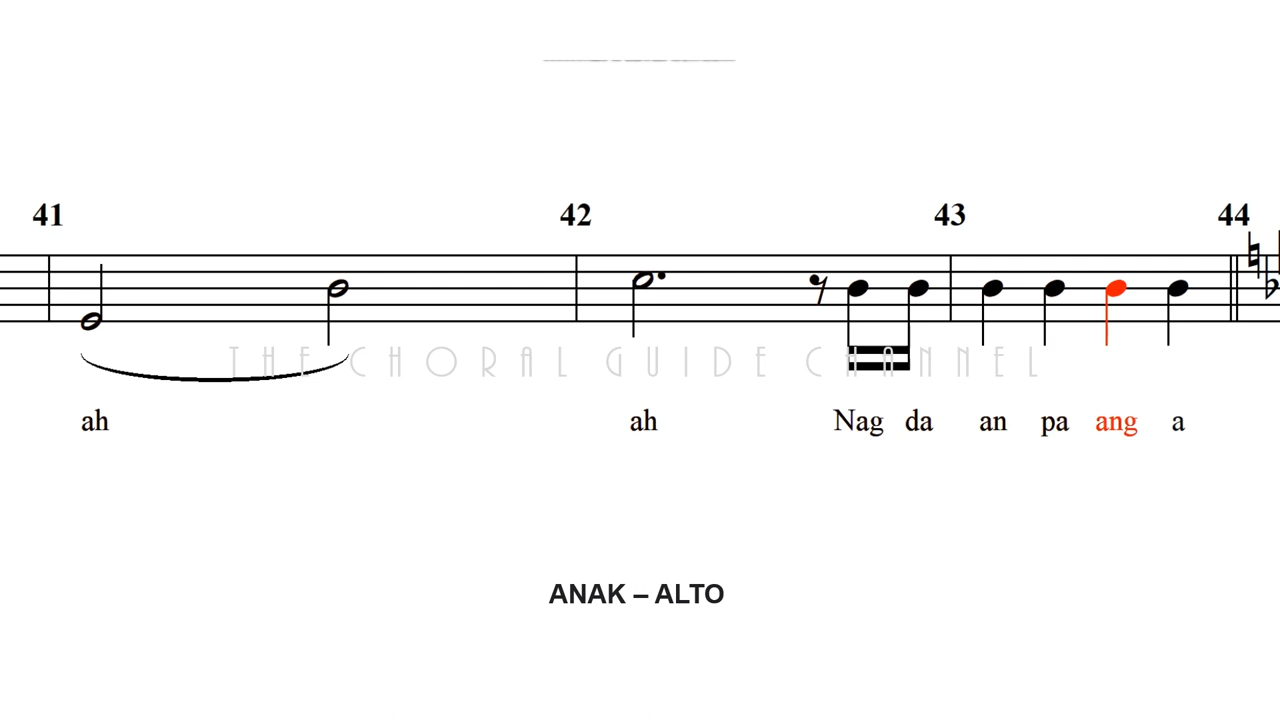 41 42 43 44
THE CHORAL GUIDE CHANNEL
ah ah Nag da an pa ang a
ANAK – ALTO